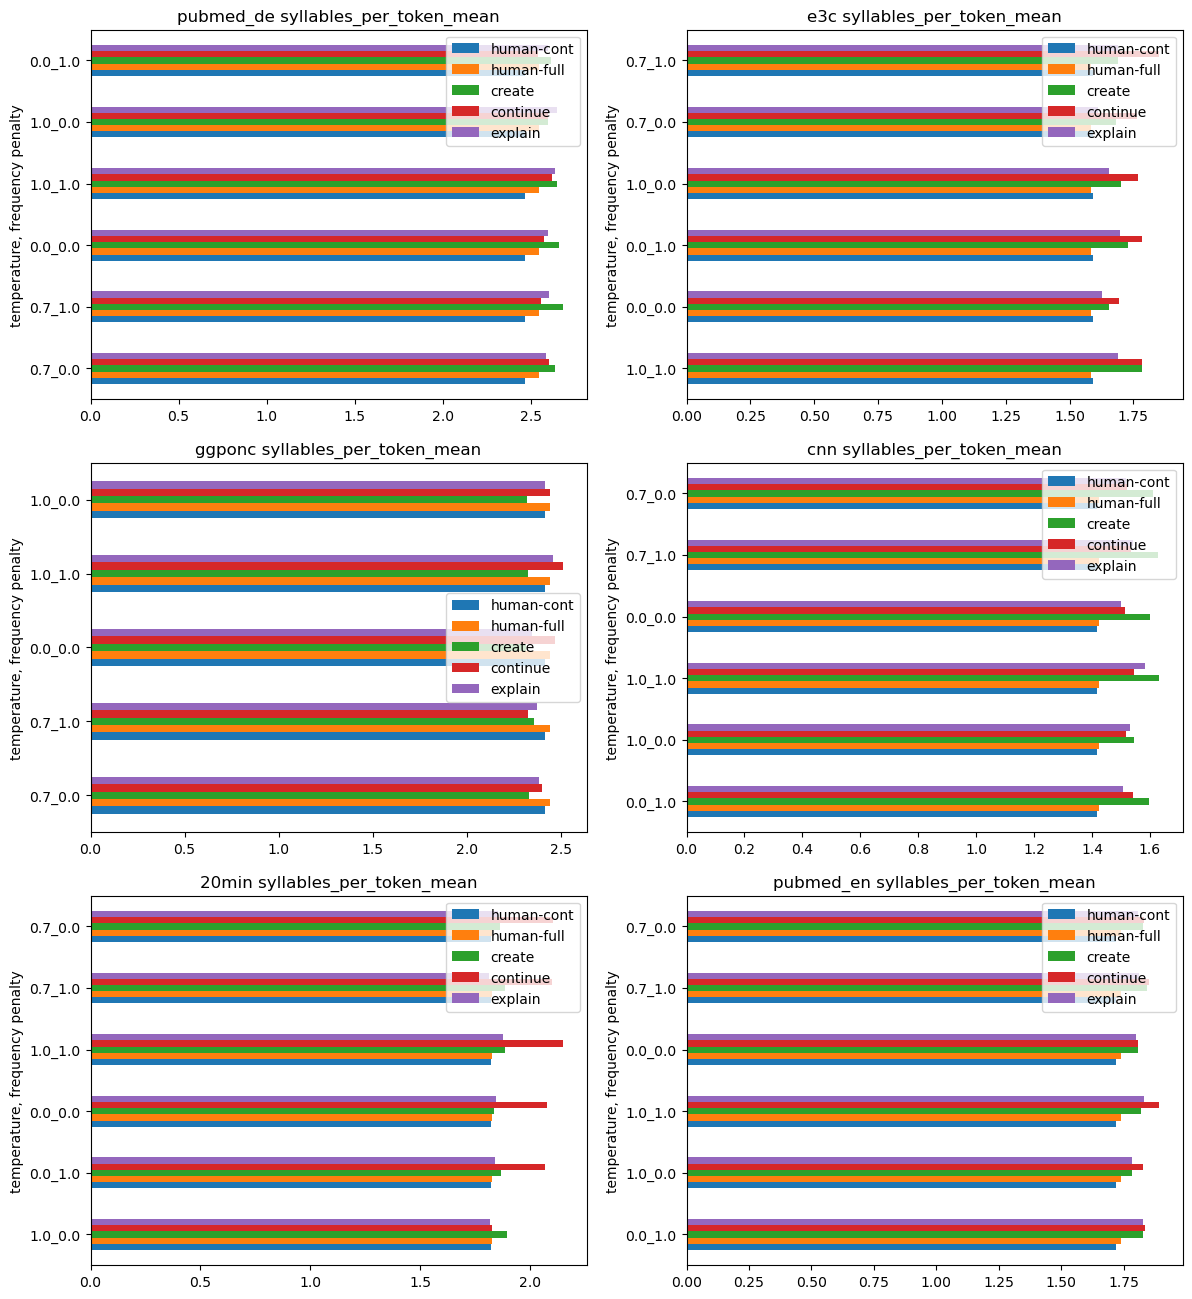 pubmed_de syllables_per_token_mean
temperature, frequency penalty
0.0_1.0
1.0_0.0
1.0_1.0
0.0_0.0
0.7_1.0
0.7_0.0
human-cont
human-full
create
continue
explain
0.0 0.5 1.0 1.5 2.0 2.5
e3c syllables_per_token_mean
temperature, frequency penalty
0.7_1.0
0.7_0.0
1.0_0.0
0.0_1.0
0.0_0.0
1.0_1.0
human-cont
human-full
create
continue
explain
0.00 0.25 0.50 0.75 1.00 1.25 1.50 1.75
ggponc syllables_per_token_mean
temperature, frequency penalty
1.0_0.0
1.0_1.0
0.0_0.0
0.7_1.0
0.7_0.0
human-cont
human-full
create
continue
explain
0.0 0.5 1.0 1.5 2.0 2.5
cnn syllables_per_token_mean
temperature, frequency penalty
0.7_0.0
0.7_1.0
0.0_0.0
1.0_1.0
1.0_0.0
0.0_1.0
human-cont
human-full
create
continue
explain
0.0 0.2 0.4 0.6 0.8 1.0 1.2 1.4 1.6
20min syllables_per_token_mean
temperature, frequency penalty
0.7_0.0
0.7_1.0
1.0_1.0
0.0_0.0
0.0_1.0
1.0_0.0
human-cont
human-full
create
continue
explain
0.0 0.5 1.0 1.5 2.0
pubmed_en syllables_per_token_mean
temperature, frequency penalty
0.7_0.0
0.7_1.0
0.0_0.0
1.0_1.0
1.0_0.0
0.0_1.0
human-cont
human-full
create
continue
explain
0.00 0.25 0.50 0.75 1.00 1.25 1.50 1.75